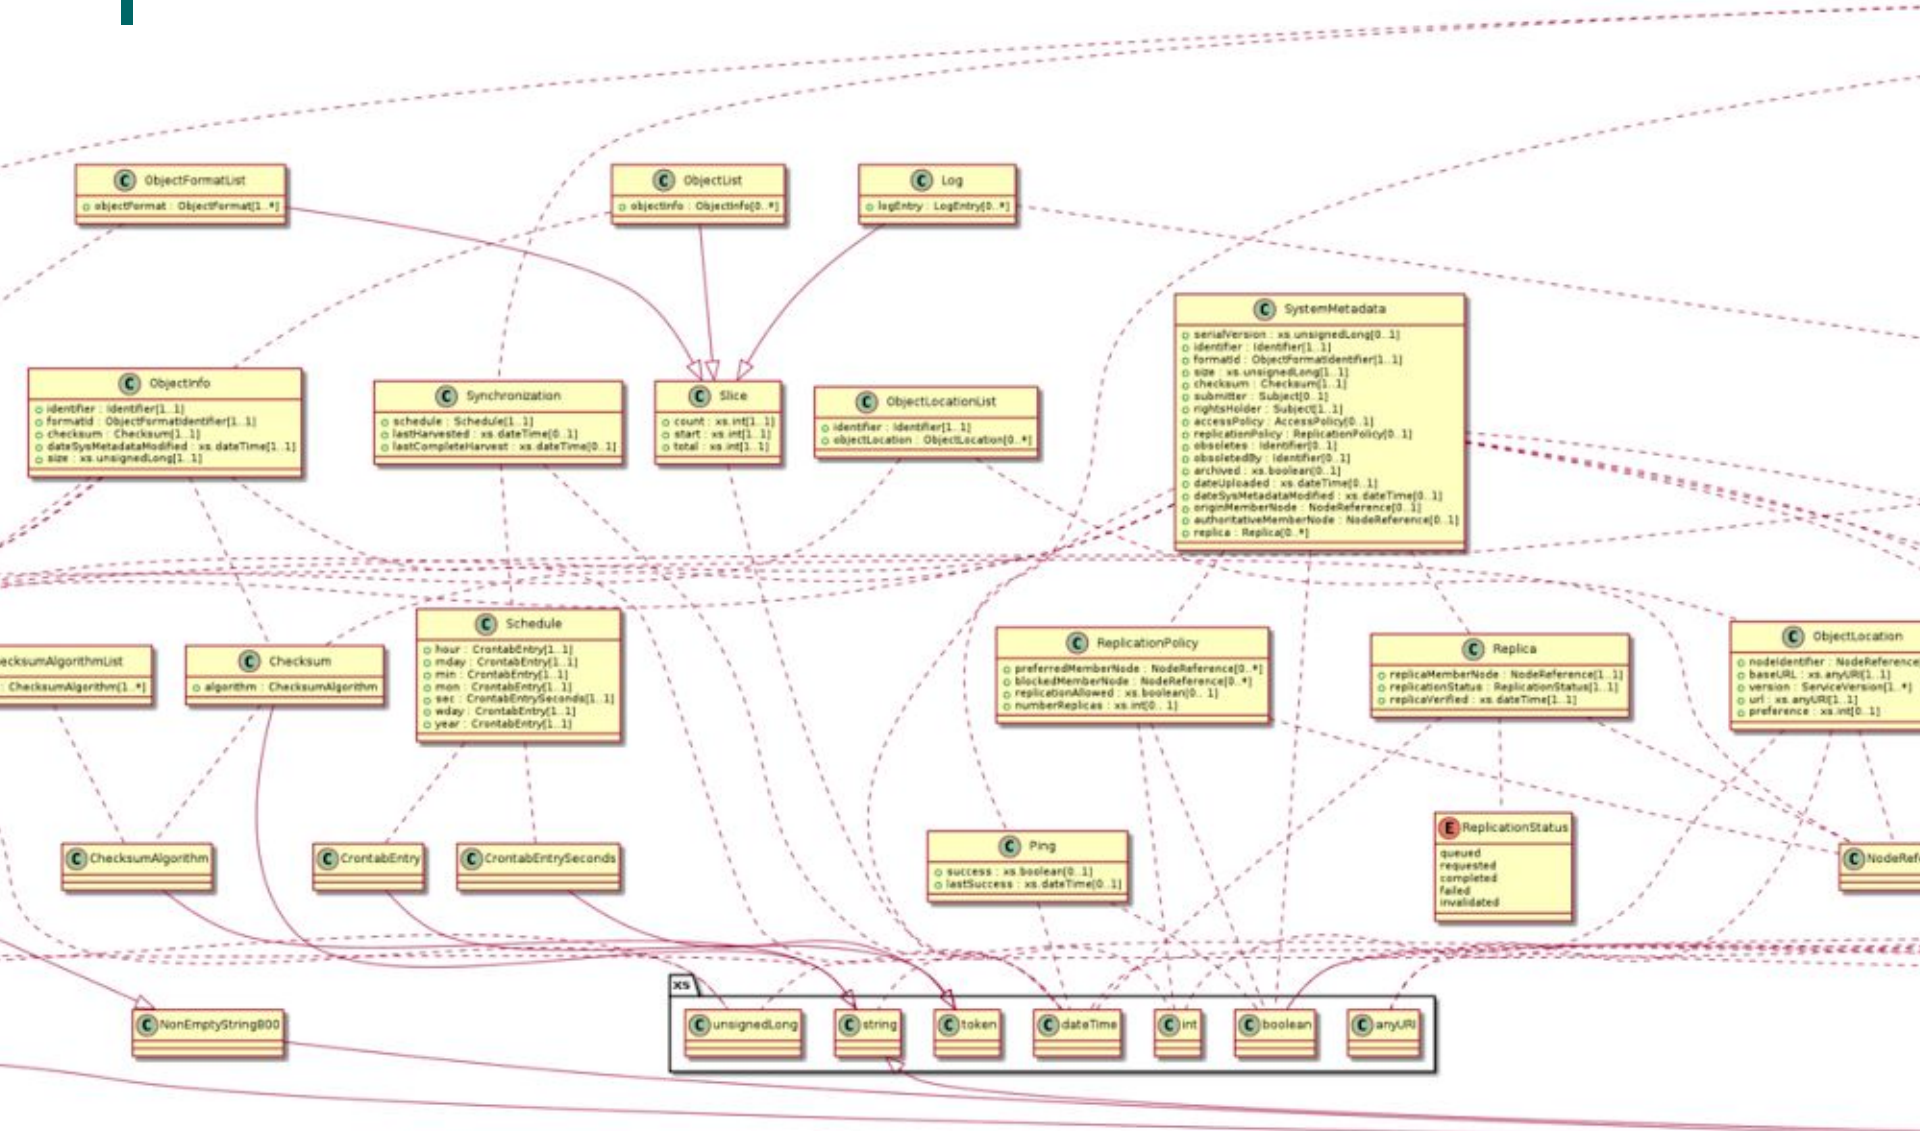 C ObjectFormatList
objectFormat : ObjectFormat[1..*]
C ObjectList
objectInfo : ObjectInfo[0..*]
C Log
logEntry : LogEntry[0..*]
C SystemMetadata
serialVersion : xs.unsignedLong[0..1]
identifier : Identifier[1..1]
formatId : ObjectFormatIdentifier[1..1]
size : xs.unsignedLong[1..1]
checksum : Checksum[1..1]
submitter : Subject[0..1]
rightsHolder : Subject[1..1]
accessPolicy : AccessPolicy[0..1]
replicationPolicy : ReplicationPolicy[0..1]
obsoletes : Identifier[0..1]
obsoletedBy : Identifier[0..1]
archived : xs.boolean[0..1]
dateUploaded : xs.dateTime[0..1]
dateSysMetadataModified : xs.dateTime[0..1]
originMemberNode : NodeReference[0..1]
authoritativeMemberNode : NodeReference[0..1]
replica : Replica[0..*]
C ObjectInfo
identifier : Identifier[1..1]
formatId : ObjectFormatIdentifier[1..1]
checksum : Checksum[1..1]
dateSysMetadataModified : xs.dateTime[1..1]
size : xs.unsignedLong[1..1]
C Synchronization
schedule : Schedule[1..1]
lastHarvested : xs.dateTime[0..1]
lastCompleteHarvest : xs.dateTime[0..1]
C Slice
count : xs.int[1..1]
start : xs.int[1..1]
total : xs.int[1..1]
C ObjectLocationList
identifier : Identifier[1..1]
objectLocation : ObjectLocation[0..*]
ecksumAlgorithmList
: ChecksumAlgorithm[1..*]
C Checksum
algorithm : ChecksumAlgorithm
C Schedule
hour : CrontabEntry[1..1]
mday : CrontabEntry[1..1]
min : CrontabEntry[1..1]
mon : CrontabEntry[1..1]
sec : CrontabEntrySeconds[1..1]
wday : CrontabEntry[1..1]
year : CrontabEntry[1..1]
C ReplicationPolicy
preferredMemberNode : NodeReference[0..*]
blockedMemberNode : NodeReference[0..*]
replicationAllowed : xs.boolean[0..1]
numberReplicas : xs.int[0..1]
C Replica
replicaMemberNode : NodeReference[1..1]
replicationStatus : ReplicationStatus[1..1]
replicaVerified : xs.dateTime[1..1]
C ObjectLocation
nodeIdentifier : NodeReference
baseURL : xs.anyURI[1..1]
version : ServiceVersion[1..*]
url : xs.anyURI[1..1]
preference : xs.int[0..1]
C ChecksumAlgorithm
C CrontabEntry
C CrontabEntrySeconds
C Ping
success : xs.boolean[0..1]
lastSuccess : xs.dateTime[0..1]
E ReplicationStatus
queued
requested
completed
failed
invalidated
C NodeRefe
C NonEmptyString800
xs
C unsignedLong
C string
C token
C dateTime
C int
C boolean
C anyURI